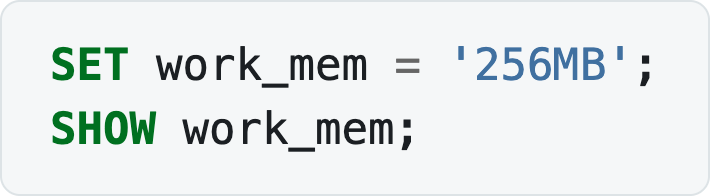 SET work_mem = '256MB';
SHOW work_mem;